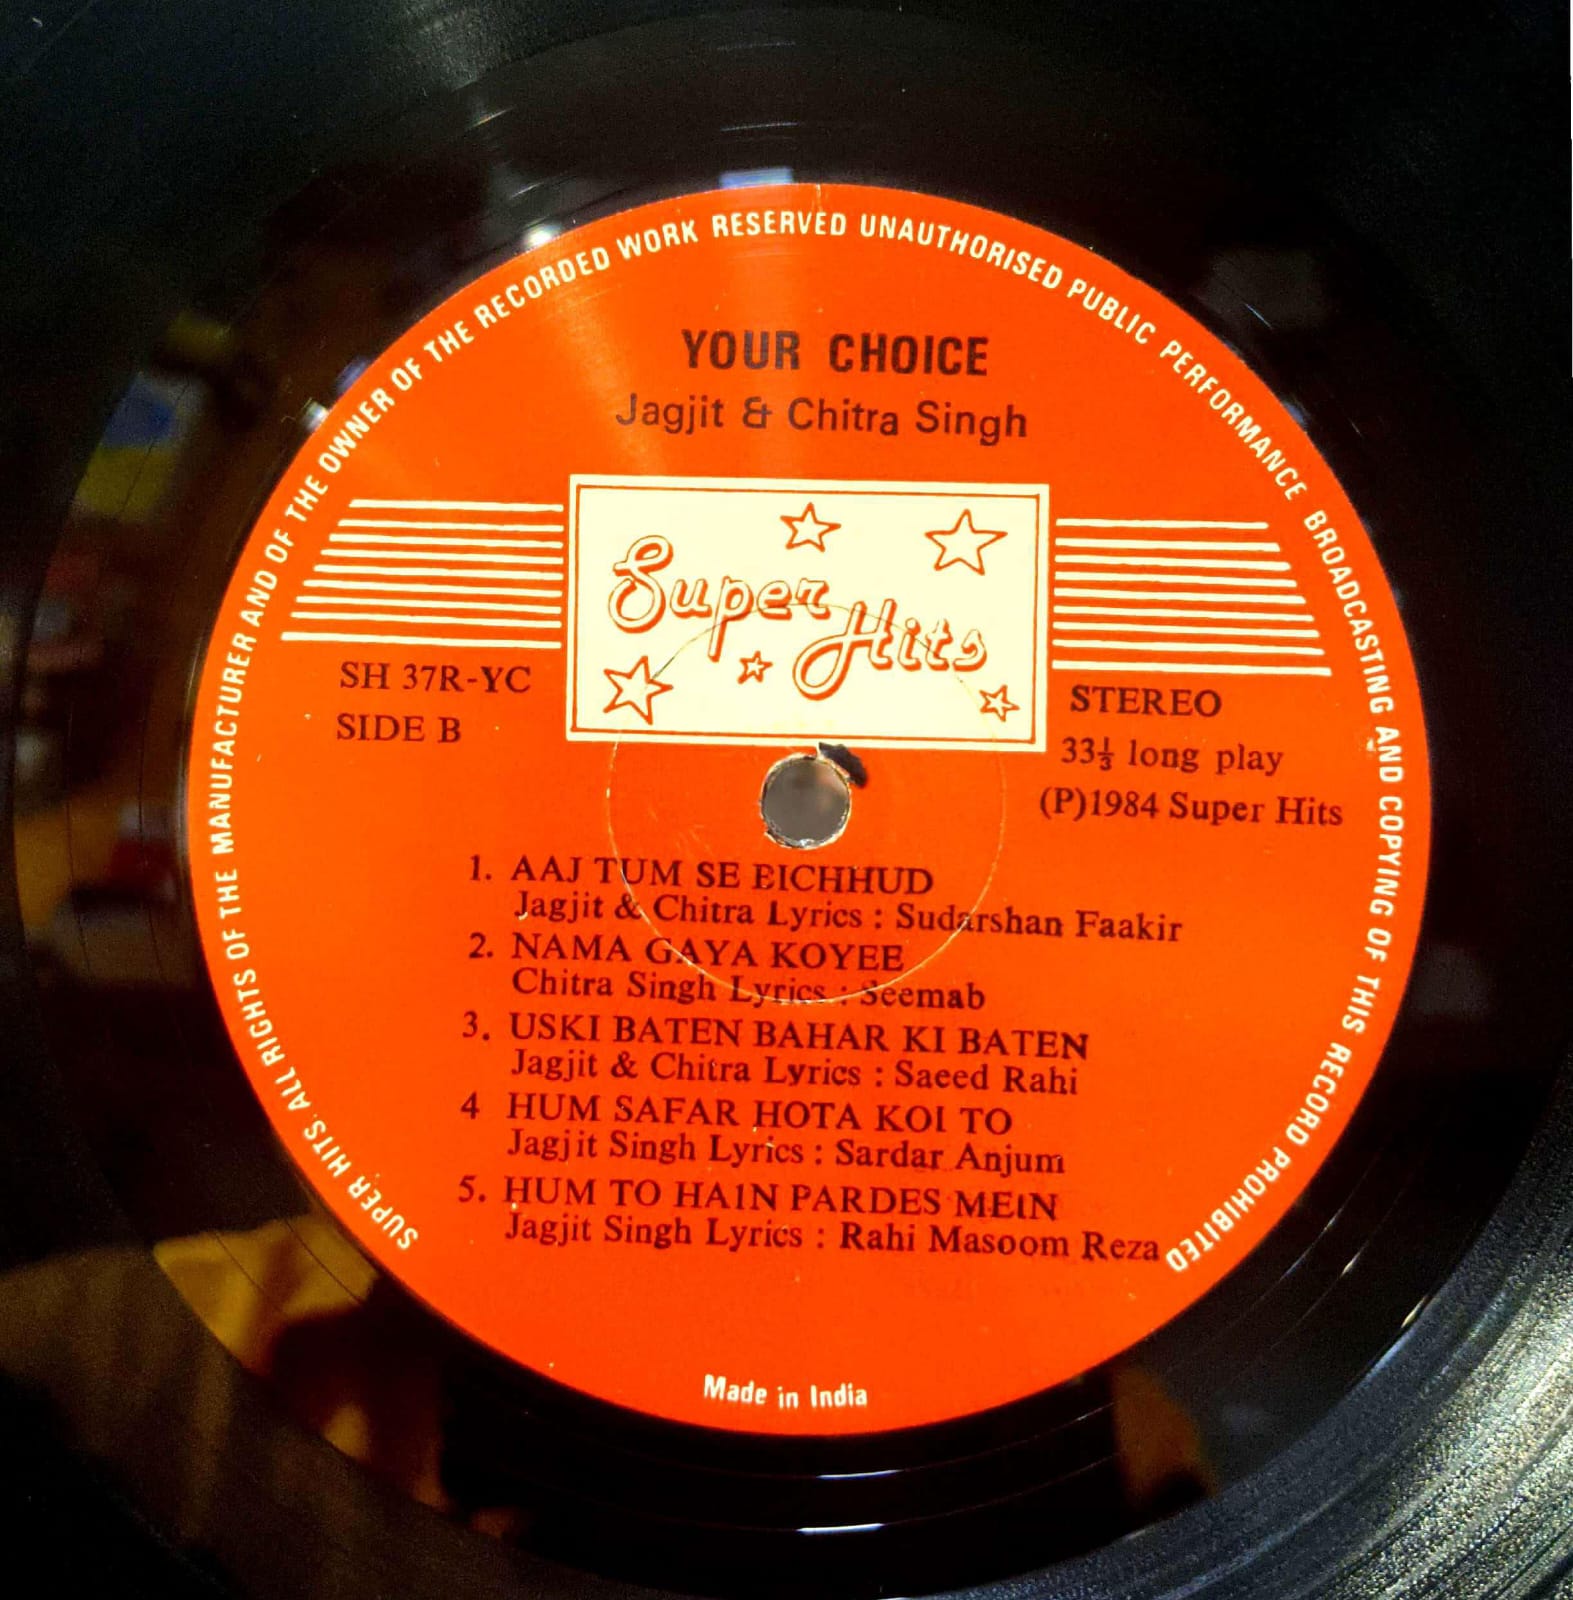 SUPER HITS. ALL RIGHTS OF THE MANUFACTURER AND OF THE OWNER OF THE RECORDED WORK RESERVED UNAUTHORISED PUBLIC PERFORMANCE BROADCASTING AND COPYING OF THIS RECORD PROHIBITED
YOUR CHOICE
Jagjit & Chitra Singh
Super Hits
SH 37R-YC
SIDE B
STEREO
33⅓ long play
(P)1984 Super Hits
1. AAJ TUM SE BICHHUD
Jagjit & Chitra Lyrics : Sudarshan Faakir
2. NAMA GAYA KOYEE
Chitra Singh Lyrics : Seemab
3. USKI BATEN BAHAR KI BATEN
Jagjit & Chitra Lyrics : Saeed Rahi
4 HUM SAFAR HOTA KOI TO
Jagjit Singh Lyrics : Sardar Anjum
5. HUM TO HA1N PARDES MEIN
Jagjit Singh Lyrics : Rahi Masoom Reza
Made in India